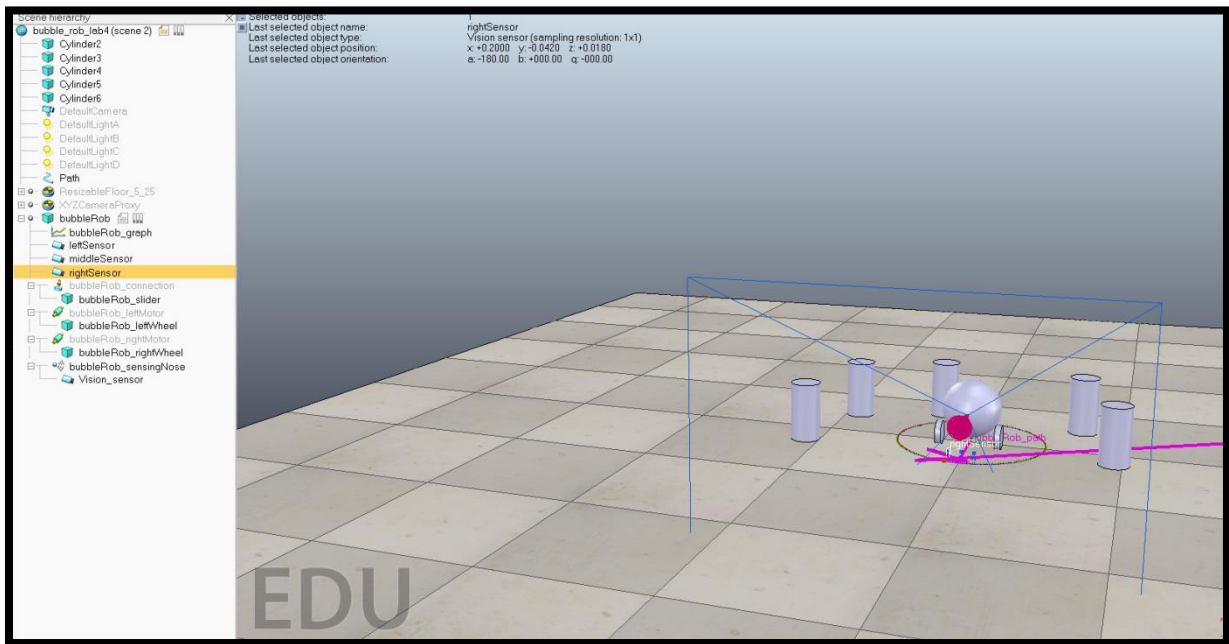 Scene hierarchy
bubble_rob_lab4 (scene 2)
Cylinder2
Cylinder3
Cylinder4
Cylinder5
Cylinder6
DefaultCamera
DefaultLightA
DefaultLightB
DefaultLightC
DefaultLightD
Path
ResizableFloor_5_25
XYZCameraProxy
bubbleRob
bubbleRob_graph
leftSensor
middleSensor
rightSensor
bubbleRob_connection
bubbleRob_slider
bubbleRob_leftMotor
bubbleRob_leftWheel
bubbleRob_rightMotor
bubbleRob_rightWheel
bubbleRob_sensingNose
Vision_sensor
Selected objects: 1
Last selected object name: rightSensor
Last selected object type: Vision sensor (sampling resolution: 1x1)
Last selected object position: x: +0.2000 y: -0.0420 z: +0.0180
Last selected object orientation: a: -180.00 b: +000.00 g: -000.00
rightSensor
EDU